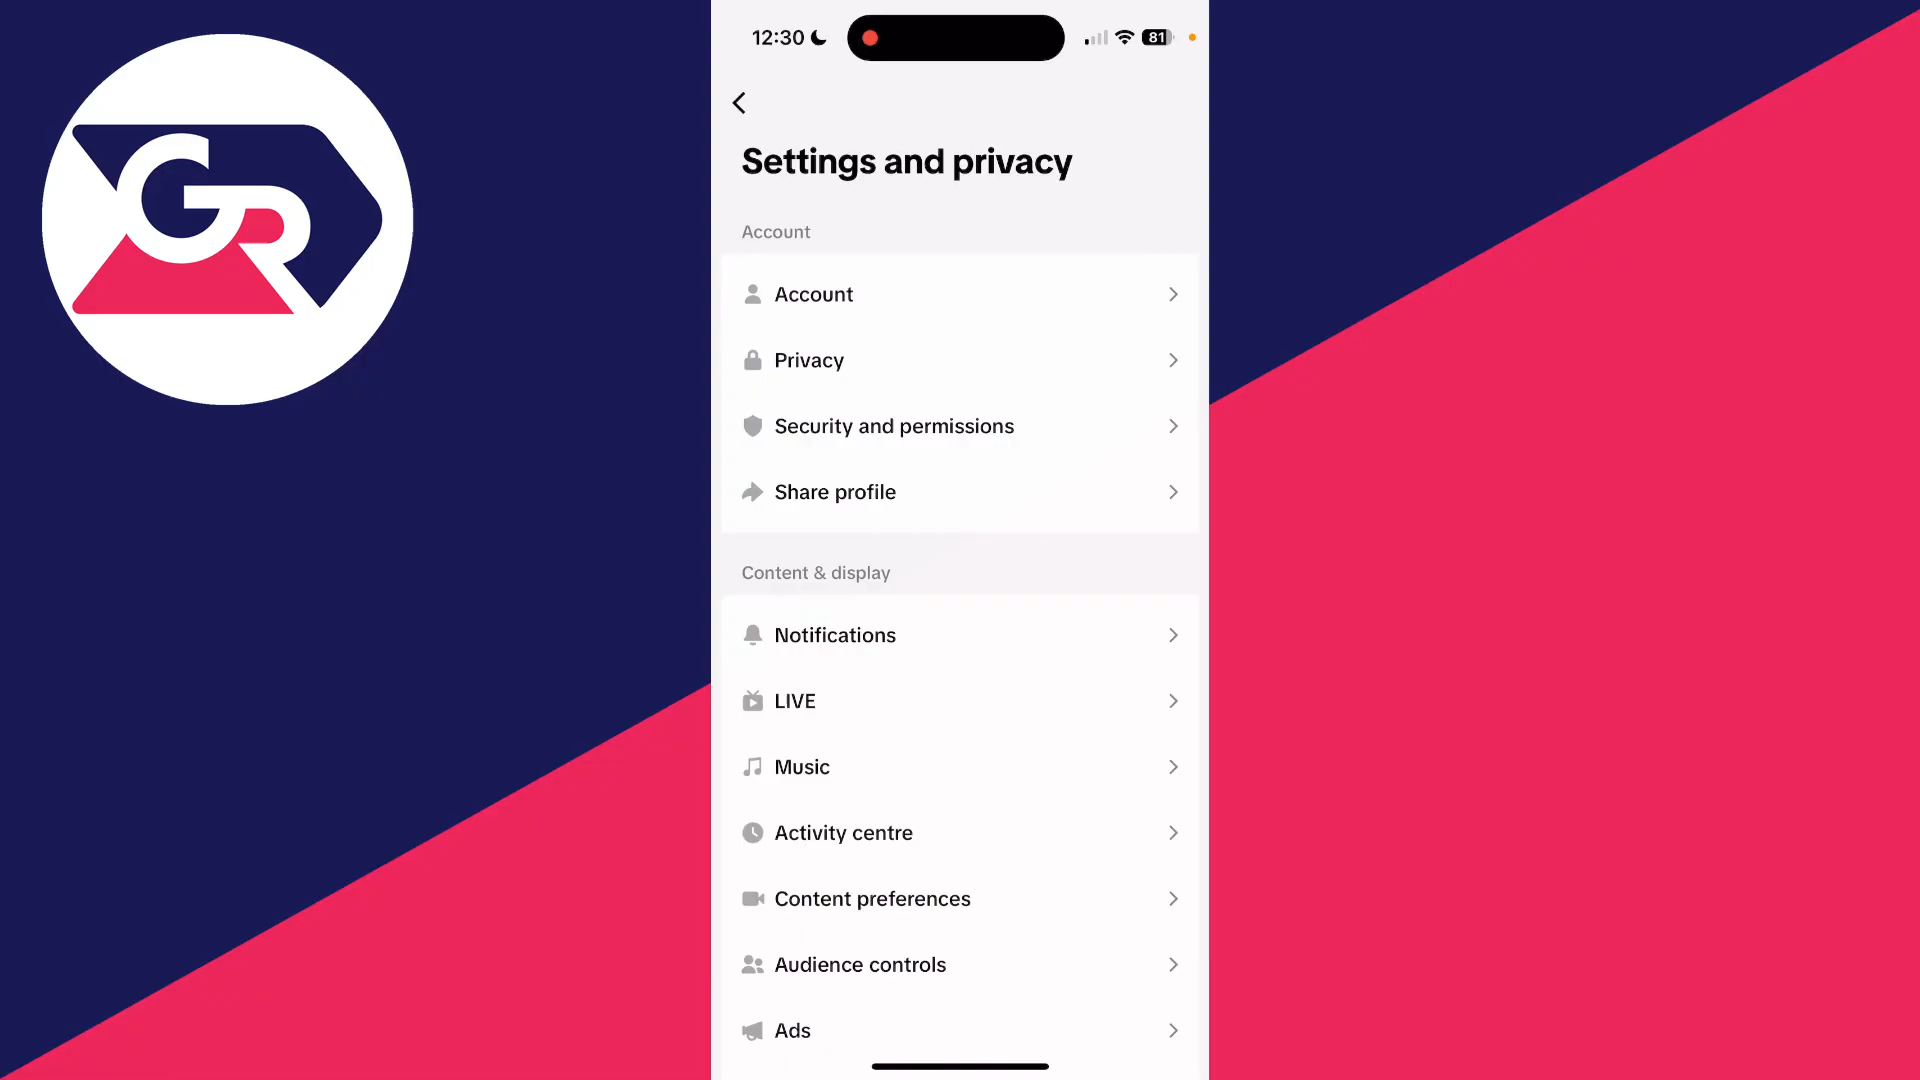 GR
12:30
81
Settings and privacy
Account
Account
Privacy
Security and permissions
Share profile
Content & display
Notifications
LIVE
Music
Activity centre
Content preferences
Audience controls
Ads